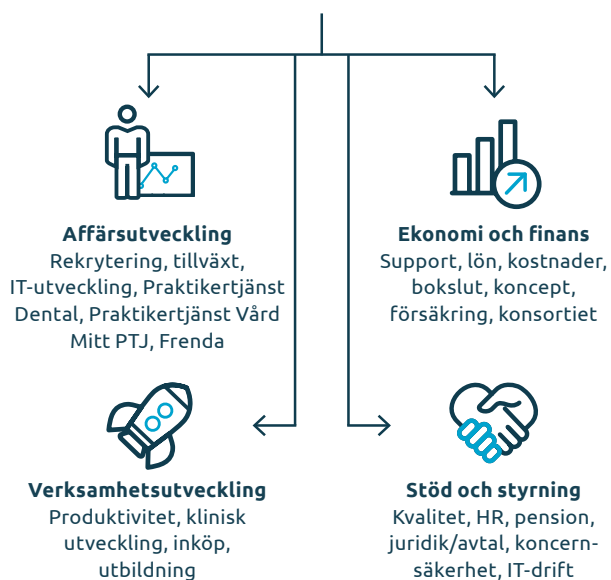 Affärsutveckling
Rekrytering, tillväxt,
IT-utveckling, Praktikertjänst
Dental, Praktikertjänst Vård
Mitt PTJ, Frenda
Ekonomi och finans
Support, lön, kostnader,
bokslut, koncept,
försäkring, konsortiet
Verksamhetsutveckling
Produktivitet, klinisk
utveckling, inköp,
utbildning
Stöd och styrning
Kvalitet, HR, pension,
juridik/avtal, koncern-
säkerhet, IT-drift